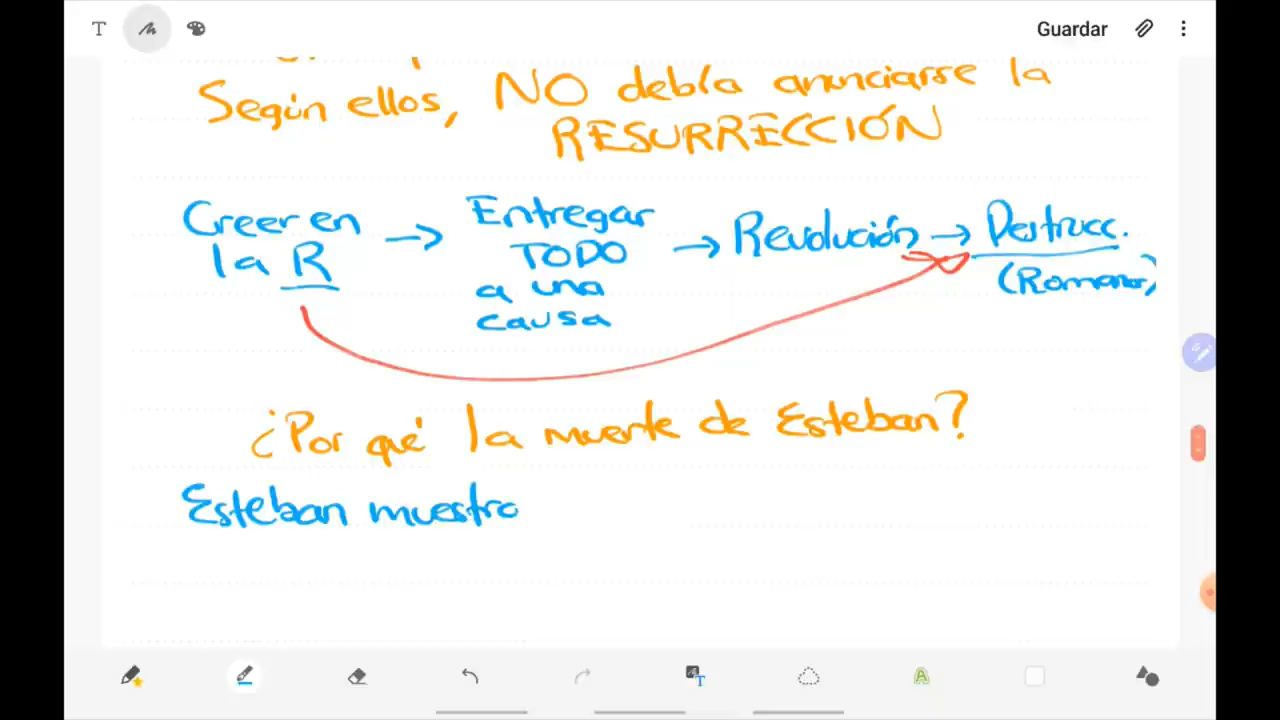 T
Guardar
Según ellos, NO debía anunciarse la
RESURRECCIÓN
Creer en
la R
→ Entregar
TODO
a una
causa
→ Revolución → Destrucc.
(Romanos)
¿Por qué la muerte de Esteban?
Esteban muestra